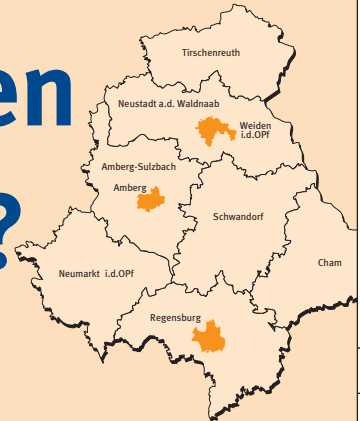 en
?
Tirschenreuth
Neustadt a.d. Waldnaab
Weiden
i.d.OPf
Amberg-Sulzbach
Amberg
Schwandorf
Cham
Neumarkt i.d.OPf
Regensburg